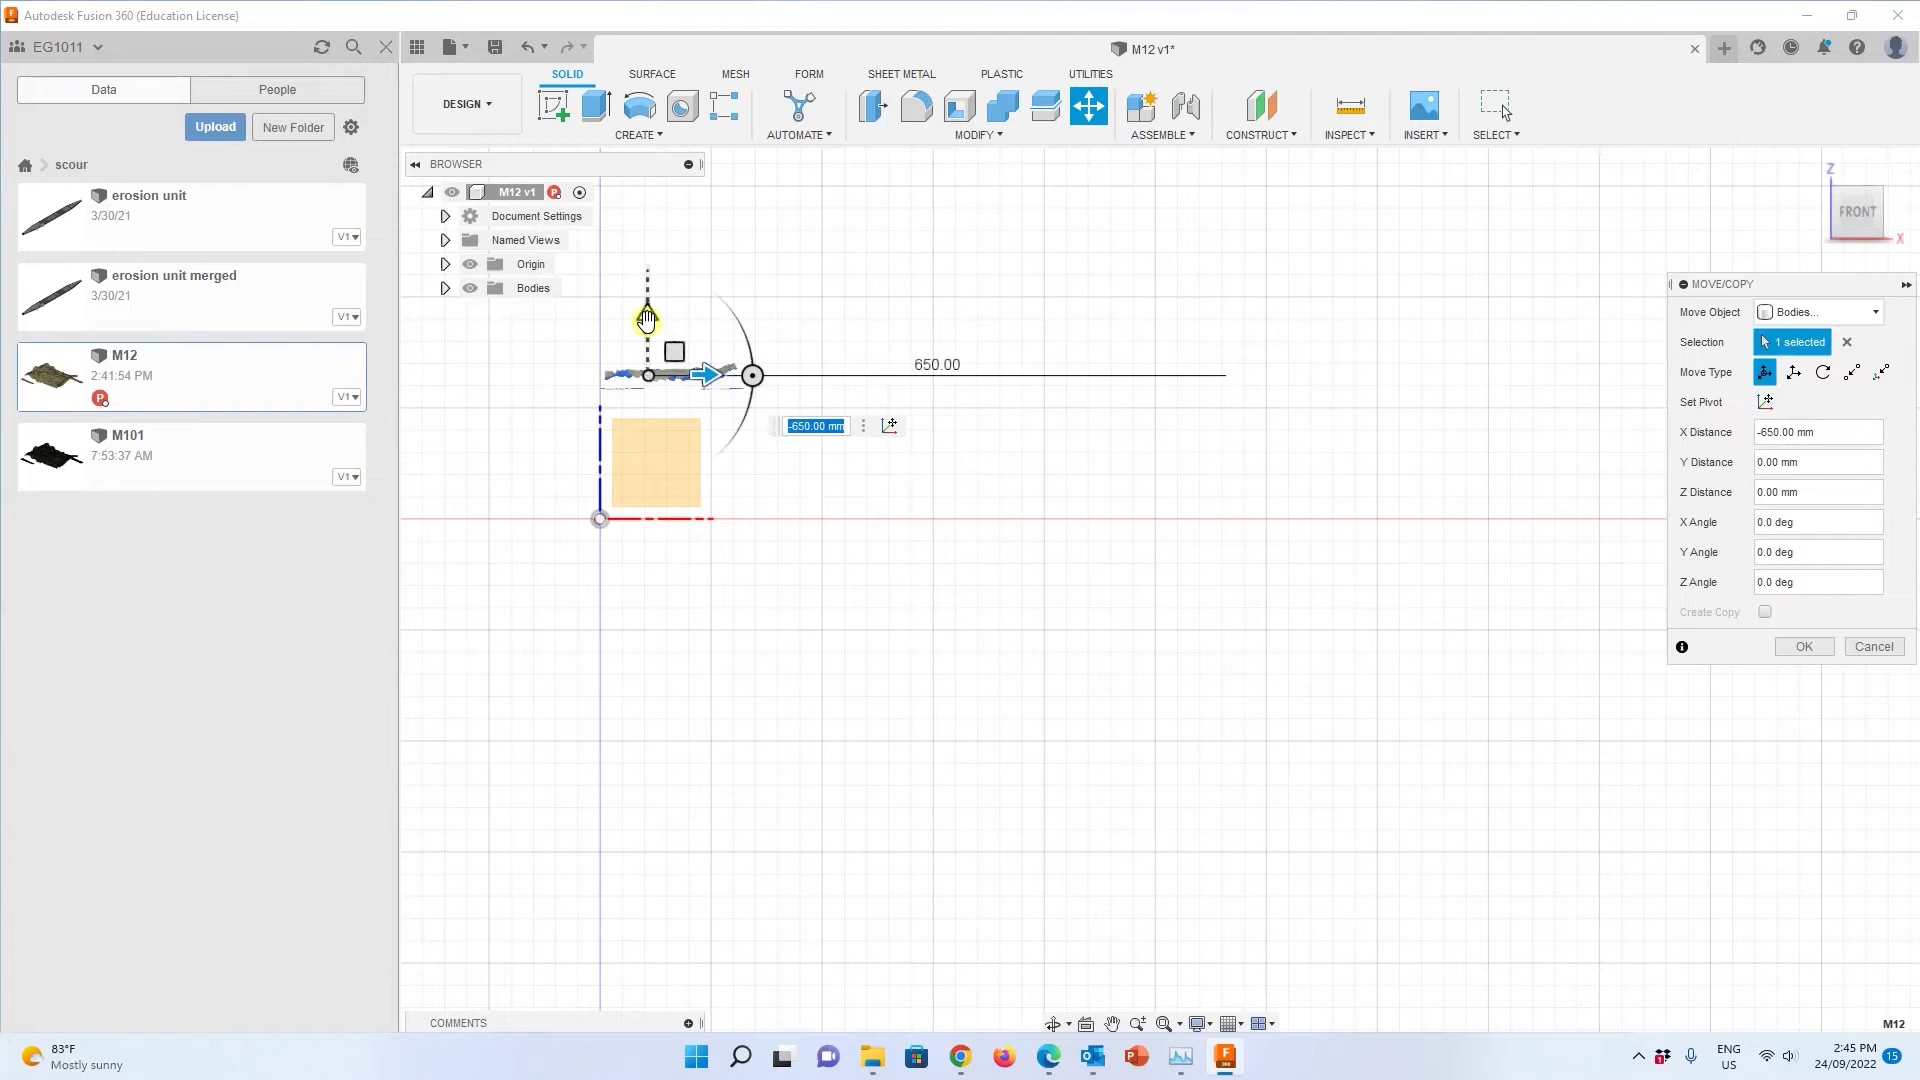 Autodesk Fusion 360 (Education License)
EG1011
M12 v1*
Data
People
Upload
New Folder
scour
erosion unit
3/30/21
V1
erosion unit merged
3/30/21
V1
M12
2:41:54 PM
P
V1
M101
7:53:37 AM
V1
DESIGN
SOLID
SURFACE
MESH
FORM
SHEET METAL
PLASTIC
UTILITIES
CREATE
AUTOMATE
MODIFY
ASSEMBLE
CONSTRUCT
INSPECT
INSERT
SELECT
BROWSER
M12 v1
P
Document Settings
Named Views
Origin
Bodies
650.00
-650.00 mm
Z
FRONT
X
MOVE/COPY
Move Object
Bodies...
Selection
1 selected
Move Type
Set Pivot
X Distance
-650.00 mm
Y Distance
0.00 mm
Z Distance
0.00 mm
X Angle
0.0 deg
Y Angle
0.0 deg
Z Angle
0.0 deg
Create Copy
OK
Cancel
COMMENTS
M12
83°F
Mostly sunny
ENG
US
2:45 PM
24/09/2022
15